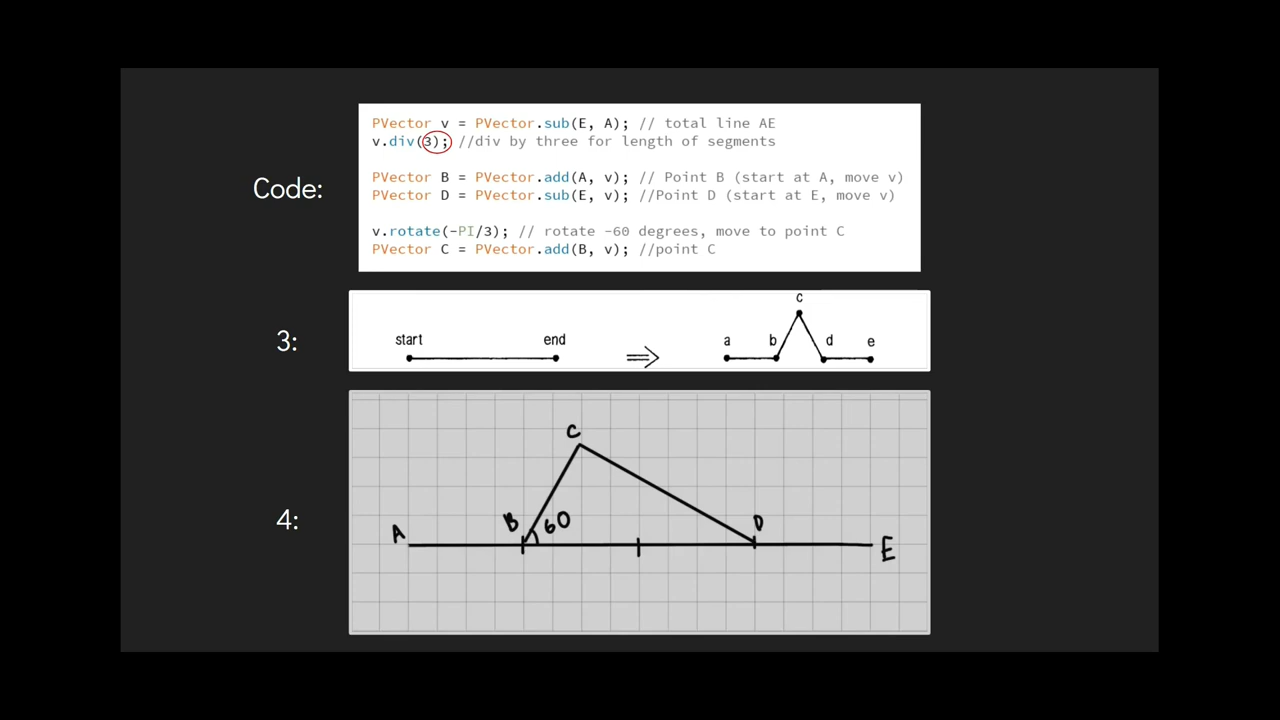 Code:
PVector v = PVector.sub(E, A); // total line AE
v.div(3); //div by three for length of segments
PVector B = PVector.add(A, v); // Point B (start at A, move v)
PVector D = PVector.sub(E, v); //Point D (start at E, move v)
v.rotate(-PI/3); // rotate -60 degrees, move to point C
PVector C = PVector.add(B, v); //point C
3:
start end a b c d e
4:
A B 60 C D E